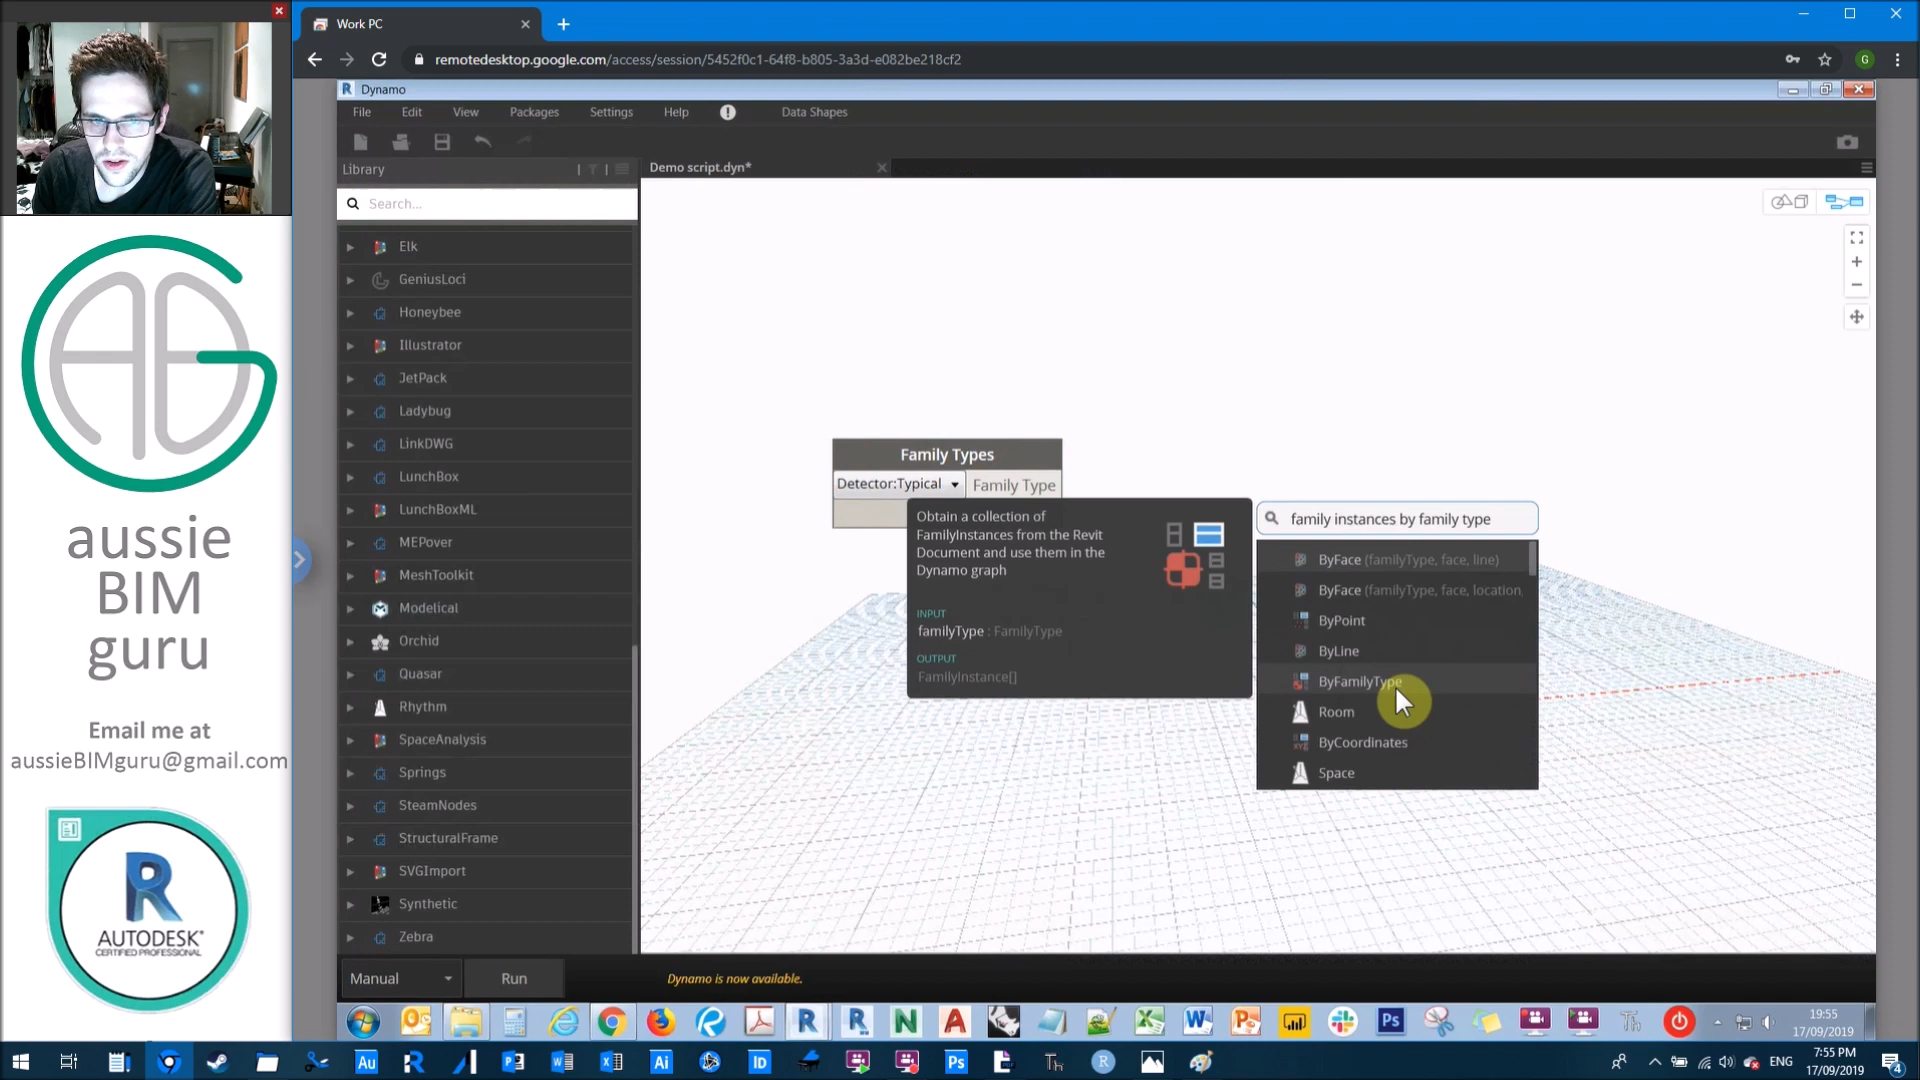 Work PC
remotedesktop.google.com/access/session/5452f0c1-64f8-b805-3a3d-e082be218cf2
G
R Dynamo
File Edit View Packages Settings Help Data Shapes
Library
Demo script.dyn*
Search...
Elk
GeniusLoci
Honeybee
Illustrator
JetPack
Ladybug
LinkDWG
LunchBox
LunchBoxML
MEPover
MeshToolkit
Modelical
Orchid
Quasar
Rhythm
SpaceAnalysis
Springs
SteamNodes
StructuralFrame
SVGImport
Synthetic
Zebra
Family Types
Detector:Typical Family Type
Obtain a collection of
FamilyInstances from the Revit
Document and use them in the
Dynamo graph
INPUT
familyType : FamilyType
OUTPUT
FamilyInstance[]
family instances by family type
ByFace (familyType, face, line)
ByFace (familyType, face, location,
ByPoint
ByLine
ByFamilyType
Room
ByCoordinates
Space
Manual Run Dynamo is now available.
19:55
17/09/2019
ENG
7:55 PM
17/09/2019
4
aussie
BIM
guru
Email me at
aussieBIMguru@gmail.com
R
AUTODESK
CERTIFIED PROFESSIONAL